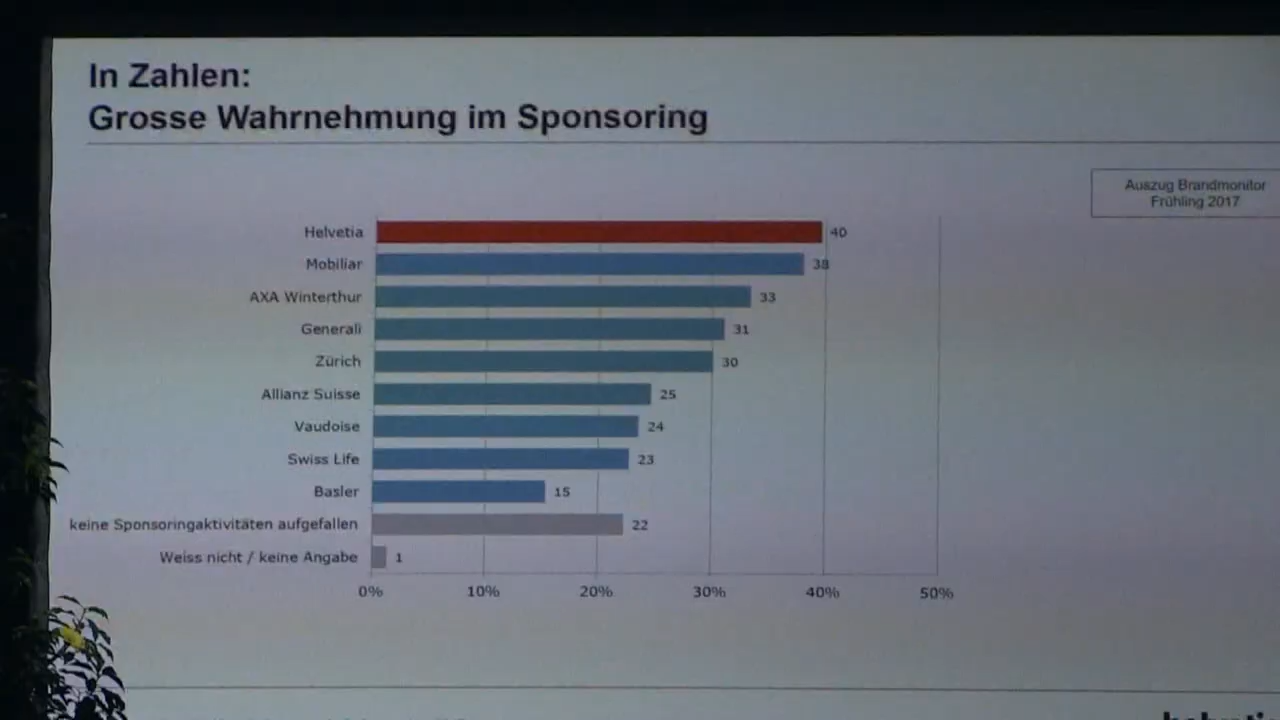 In Zahlen:
Grosse Wahrnehmung im Sponsoring
Auszug Brandmonitor
Frühling 2017
Helvetia 40
Mobiliar 38
AXA Winterthur 33
Generali 31
Zürich 30
Allianz Suisse 25
Vaudoise 24
Swiss Life 23
Basler 15
keine Sponsoringaktivitäten aufgefallen 22
Weiss nicht / keine Angabe 1
0% 10% 20% 30% 40% 50%